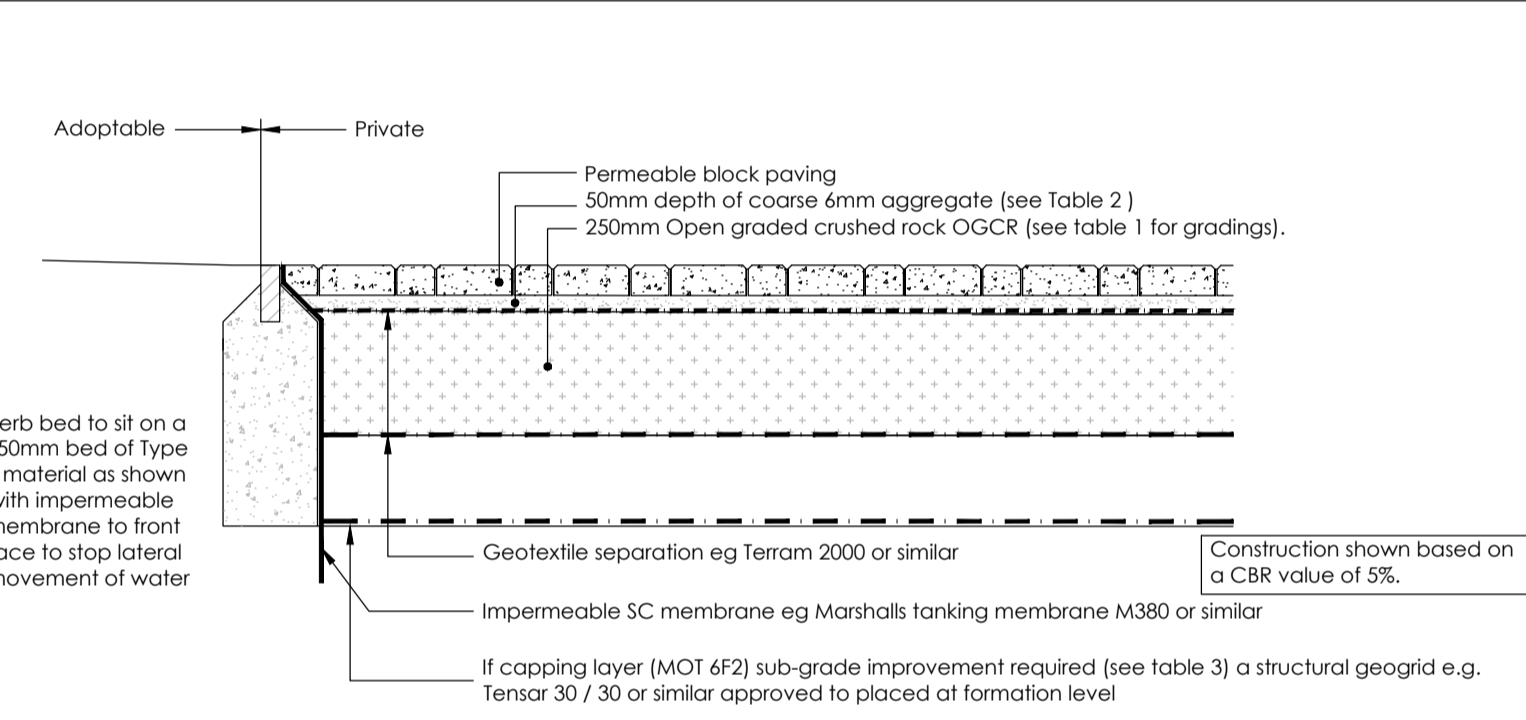 Adoptable
Private
Permeable block paving
50mm depth of coarse 6mm aggregate (see Table 2 )
250mm Open graded crushed rock OGCR (see table 1 for gradings).
erb bed to sit on a
50mm bed of Type
material as shown
with impermeable
membrane to front
ace to stop lateral
movement of water
Geotextile separation eg Terram 2000 or similar
Construction shown based on
a CBR value of 5%.
Impermeable SC membrane eg Marshalls tanking membrane M380 or similar
If capping layer (MOT 6F2) sub-grade improvement required (see table 3) a structural geogrid e.g.
Tensar 30 / 30 or similar approved to placed at formation level